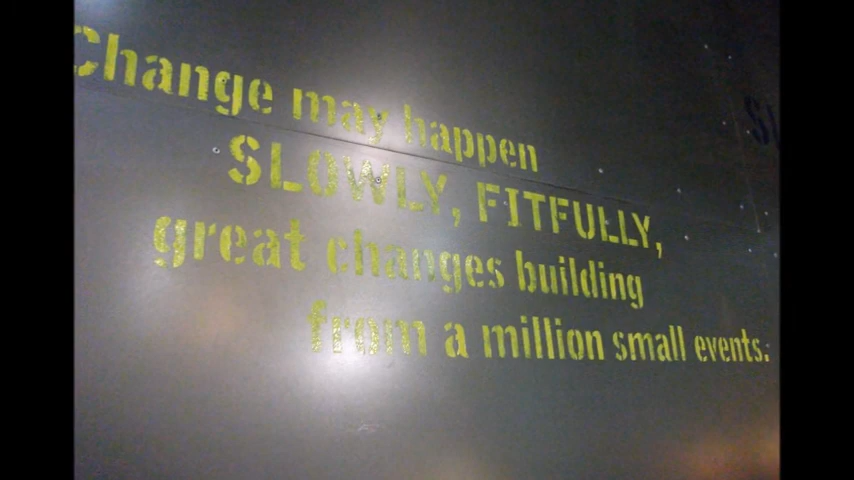 Change may happen
SLOWLY, FITFULLY,
great changes building
from a million small events.